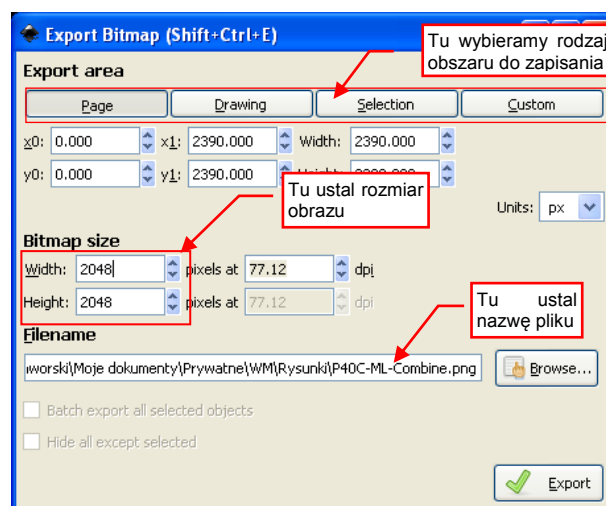 Export Bitmap (Shift+Ctrl+E)
Tu wybieramy rodzaj
obszaru do zapisania
Export area
Page Drawing Selection Custom
x0: 0.000 x1: 2390.000 Width: 2390.000
y0: 0.000 y1: 2390.000
Tu ustal rozmiar
obrazu
Units: px
Bitmap size
Width: 2048 pixels at 77.12 dpi
Height: 2048 pixels at 77.12 dpi
Tu ustal
nazwę pliku
Filename
worski\Moje dokumenty\Prywatne\WM\Rysunki\P40C-ML-Combine.png Browse...
Batch export all selected objects
Hide all except selected
Export